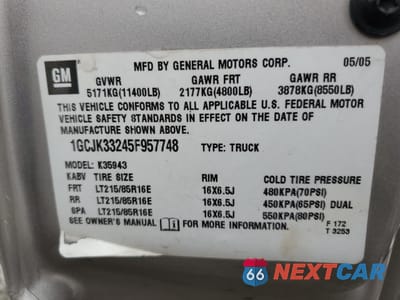 GM
MFD BY GENERAL MOTORS CORP. 05/05
GVWR GAWR FRT GAWR RR
5171KG(11400LB) 2177KG(4800LB) 3878KG(8550LB)
THIS VEHICLE CONFORMS TO ALL APPLICABLE U.S. FEDERAL MOTOR
VEHICLE SAFETY STANDARDS IN EFFECT ON THE DATE OF
MANUFACTURE SHOWN ABOVE.
1GCJK33245F957748 TYPE: TRUCK
MODEL: K35943
KABV TIRE SIZE RIM COLD TIRE PRESSURE
FRT LT215/85R16E 16X6.5J 480KPA(70PSI)
RR LT215/85R16E 16X6.5J 450KPA(65PSI) DUAL
SPA LT215/85R16E 16X6.5J 550KPA(80PSI)
SEE OWNER'S MANUAL FOR MORE INFORMATION.
F 172
T 3253
66 NEXTCAR